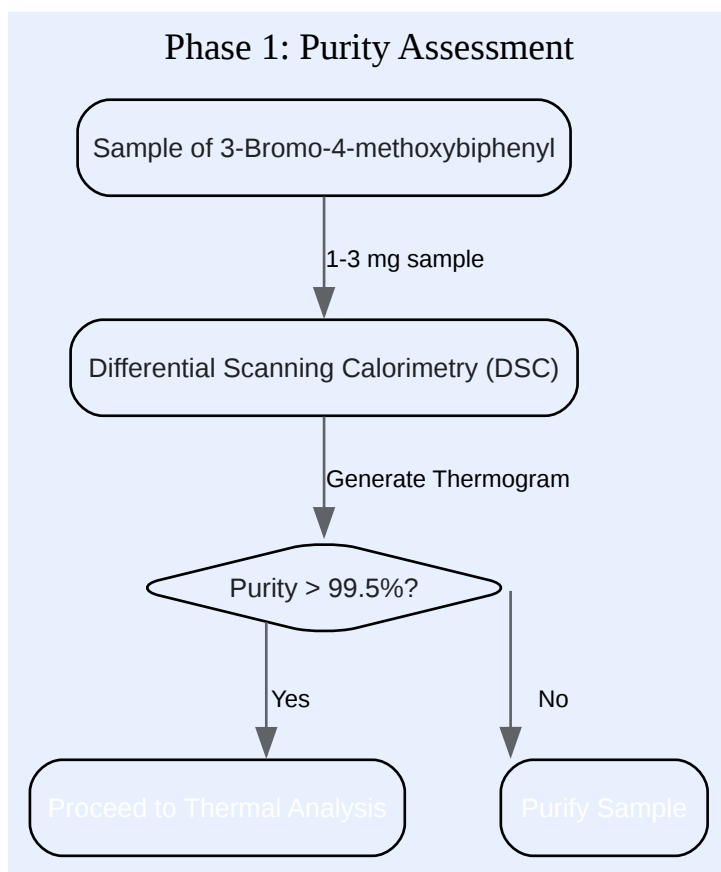 Phase 1: Purity Assessment
Sample of 3-Bromo-4-methoxybiphenyl
1-3 mg sample
Differential Scanning Calorimetry (DSC)
Generate Thermogram
Purity > 99.5%?
Yes
No
Proceed to Thermal Analysis
Purify Sample